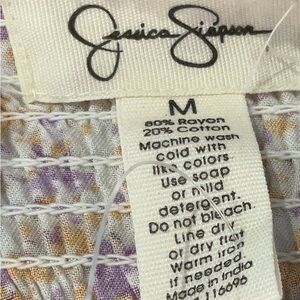 Jessica Simpson
M
80% Rayon
20% Cotton
Machine wash
cold with
like colors
Use soap
or mild
detergent.
Do not bleach.
Line dry
or dry flat
Warm iron
if needed.
Made in India
16696